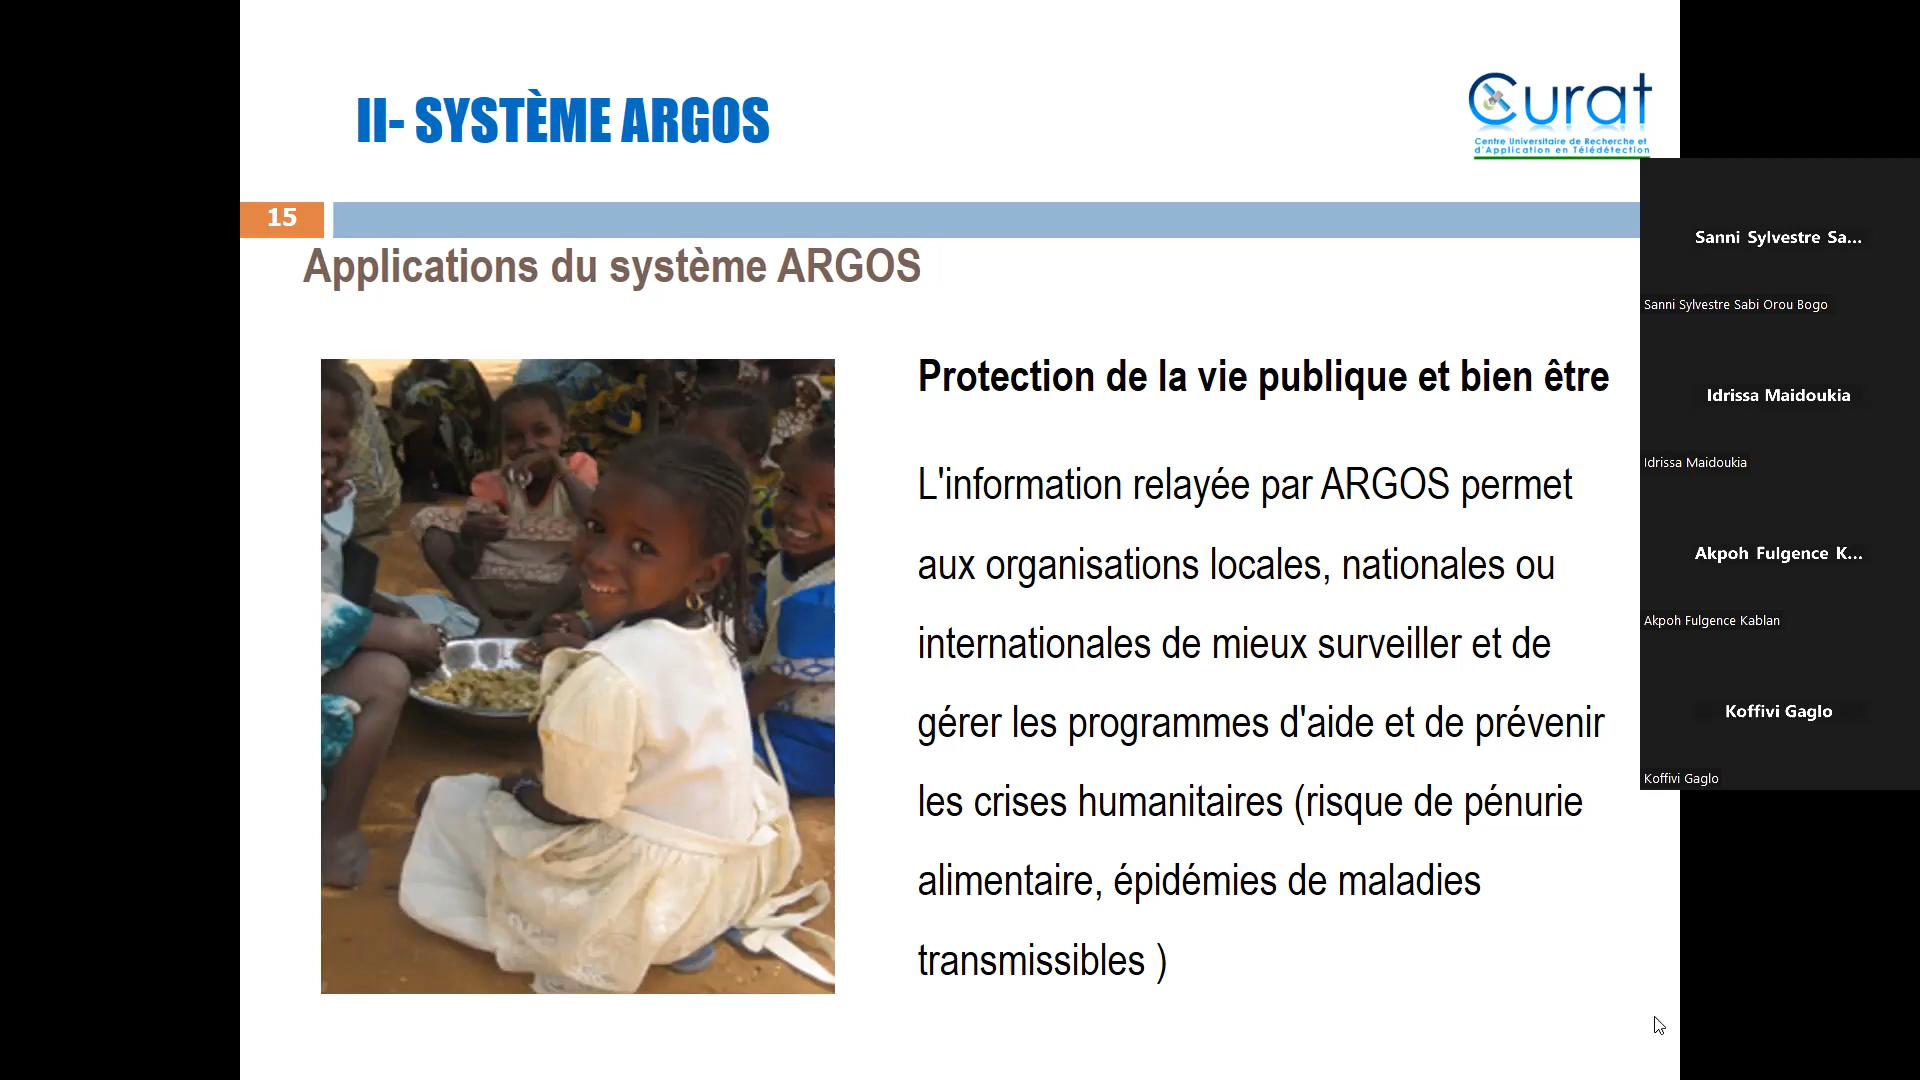 II- SYSTÈME ARGOS
Curat
Centre Universitaire de Recherche et
d'Application en Télédétection
15
Applications du système ARGOS
Protection de la vie publique et bien être
L'information relayée par ARGOS permet
aux organisations locales, nationales ou
internationales de mieux surveiller et de
gérer les programmes d'aide et de prévenir
les crises humanitaires (risque de pénurie
alimentaire, épidémies de maladies
transmissibles )
Sanni Sylvestre Sa...
Sanni Sylvestre Sabi Orou Bogo
Idrissa Maidoukia
Idrissa Maidoukia
Akpoh Fulgence K...
Akpoh Fulgence Kablan
Koffivi Gaglo
Koffivi Gaglo